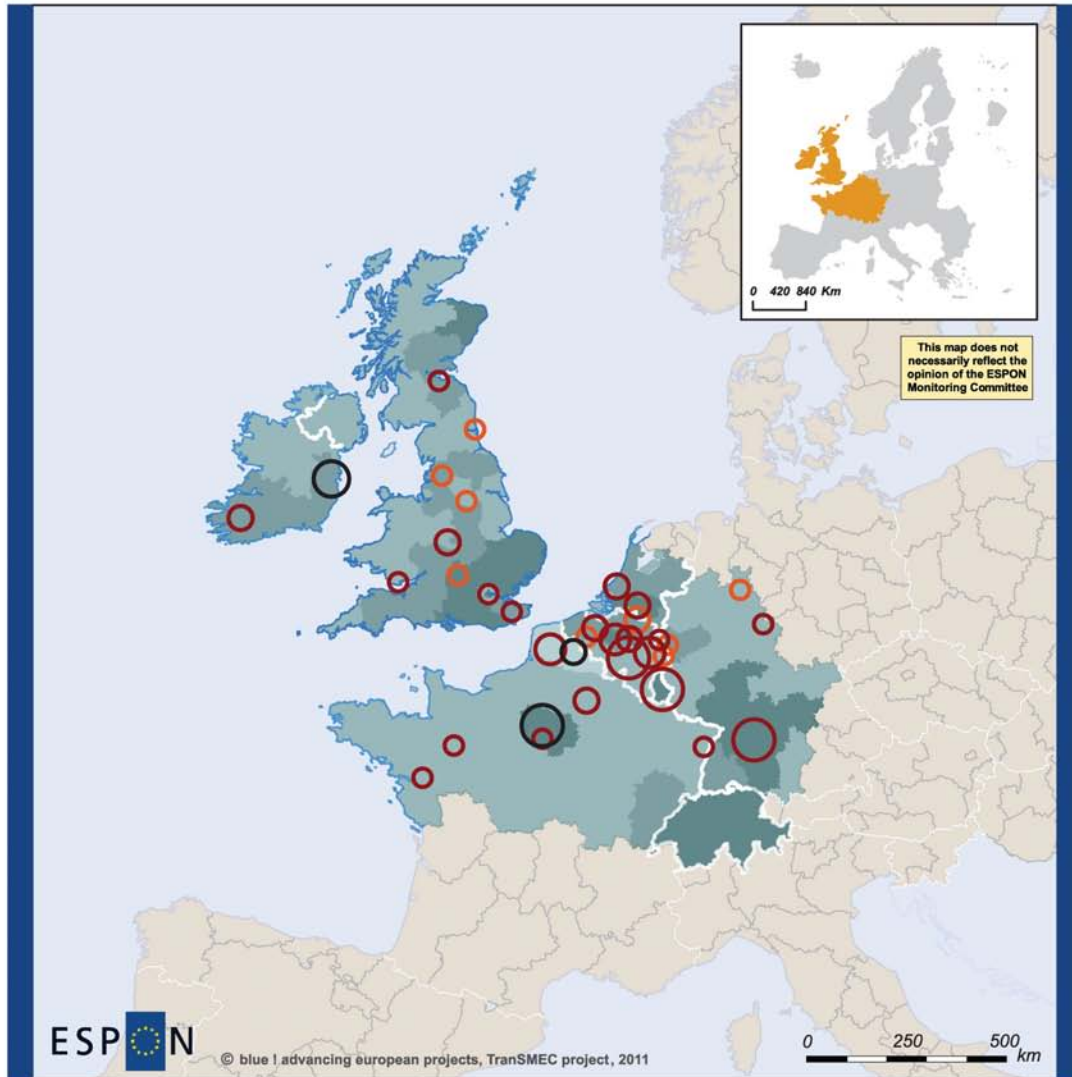 0 420 840 Km
This map does not
necessarily reflect the
opinion of the ESPON
Monitoring Committee
ESPON
© blue ! advancing european projects, TranSMEC project, 2011
0 250 500
km